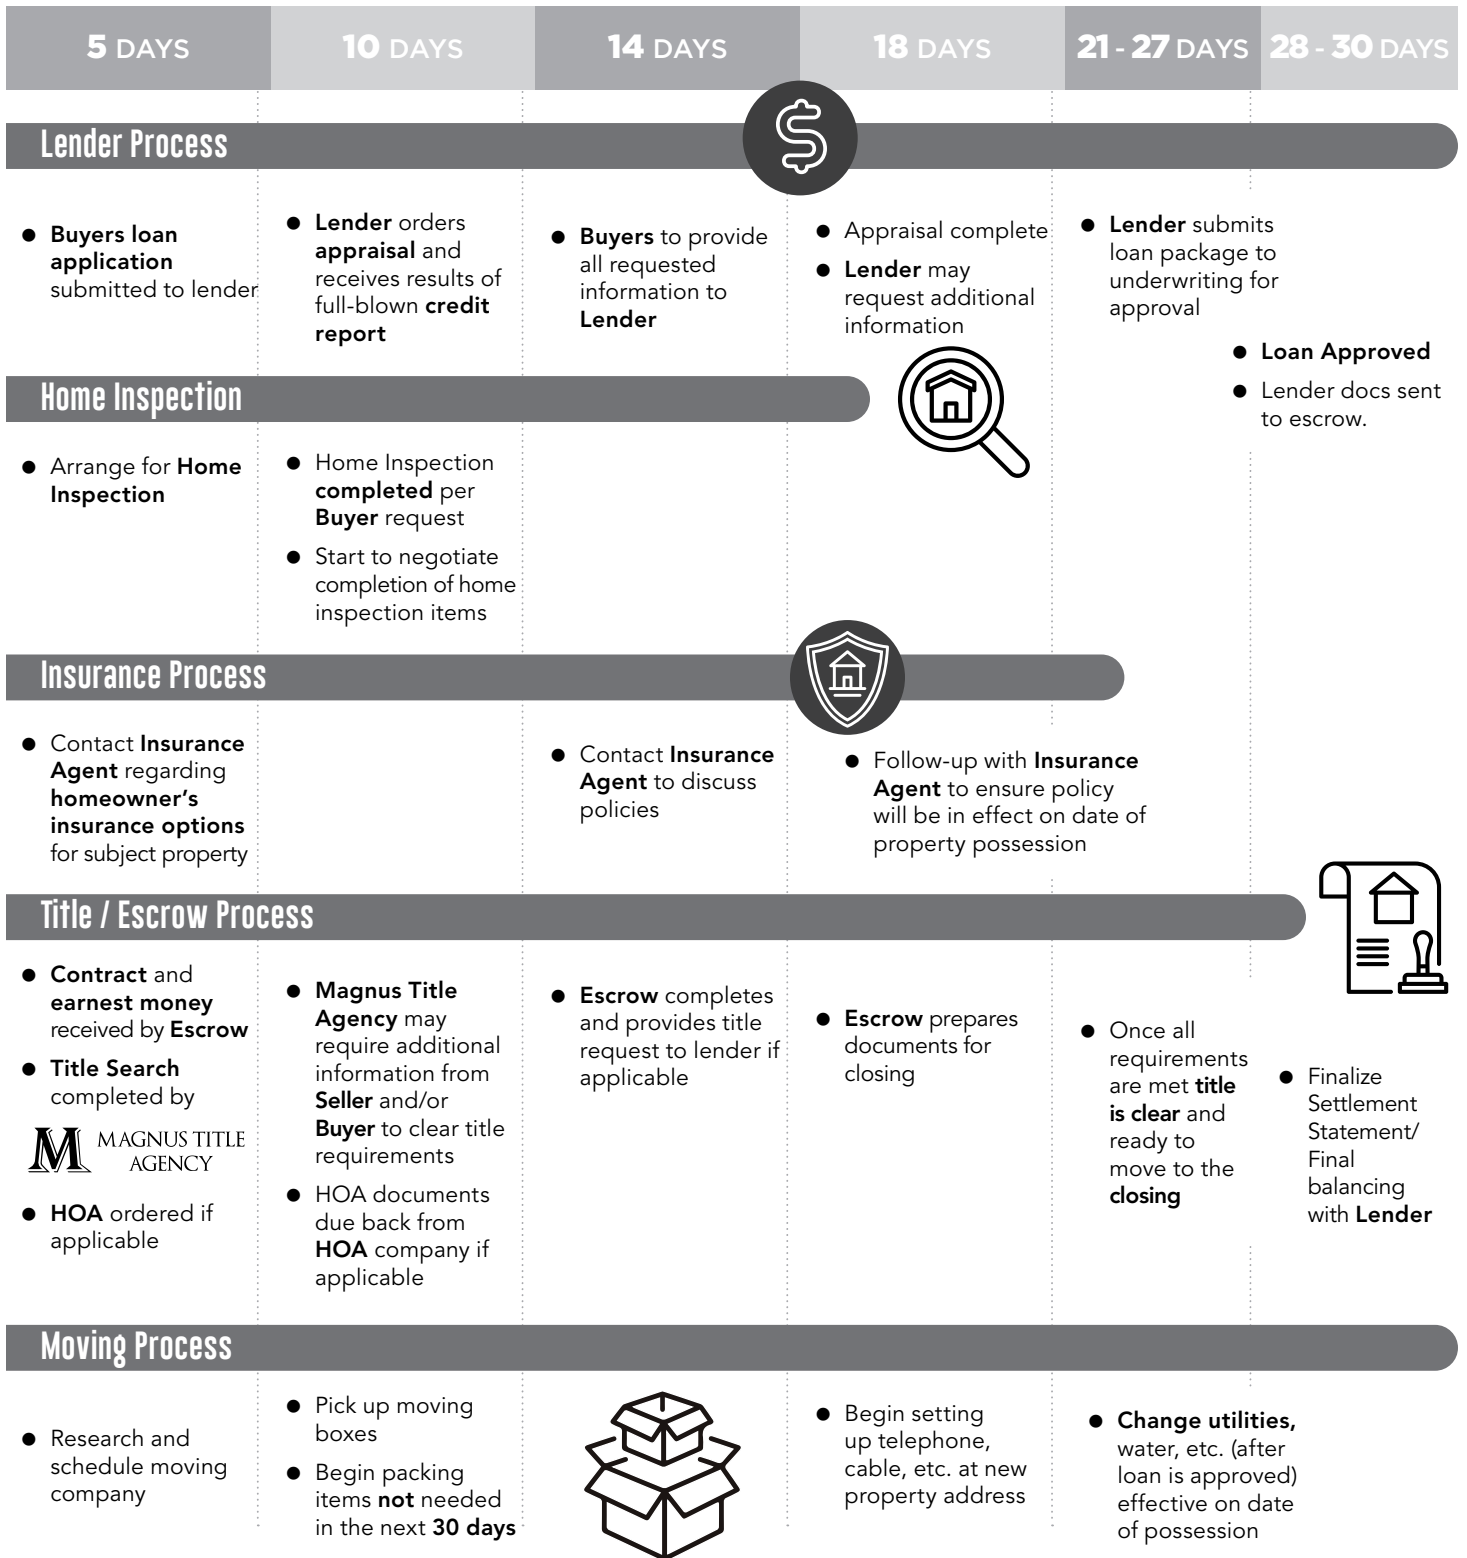 5 DAYS
10 DAYS
14 DAYS
18 DAYS
21 - 27 DAYS
28 - 30 DAYS
Lender Process
● Buyers loan
application
submitted to lender
● Lender orders
appraisal and
receives results of
full-blown credit
report
● Buyers to provide
all requested
information to
Lender
● Appraisal complete
● Lender may
request additional
information
● Lender submits
loan package to
underwriting for
approval
● Loan Approved
● Lender docs sent
to escrow.
Home Inspection
● Arrange for Home
Inspection
● Home Inspection
completed per
Buyer request
● Start to negotiate
completion of home
inspection items
Insurance Process
● Contact Insurance
Agent regarding
homeowner’s
insurance options
for subject property
● Contact Insurance
Agent to discuss
policies
● Follow-up with Insurance
Agent to ensure policy
will be in effect on date of
property possession
Title / Escrow Process
● Contract and
earnest money
received by Escrow
● Title Search
completed by
M MAGNUS TITLE
AGENCY
● HOA ordered if
applicable
● Magnus Title
Agency may
require additional
information from
Seller and/or
Buyer to clear title
requirements
● HOA documents
due back from
HOA company if
applicable
● Escrow completes
and provides title
request to lender if
applicable
● Escrow prepares
documents for
closing
● Once all
requirements
are met title
is clear and
ready to
move to the
closing
● Finalize
Settlement
Statement/
Final
balancing
with Lender
Moving Process
● Research and
schedule moving
company
● Pick up moving
boxes
● Begin packing
items not needed
in the next 30 days
● Begin setting
up telephone,
cable, etc. at new
property address
● Change utilities,
water, etc. (after
loan is approved)
effective on date
of possession